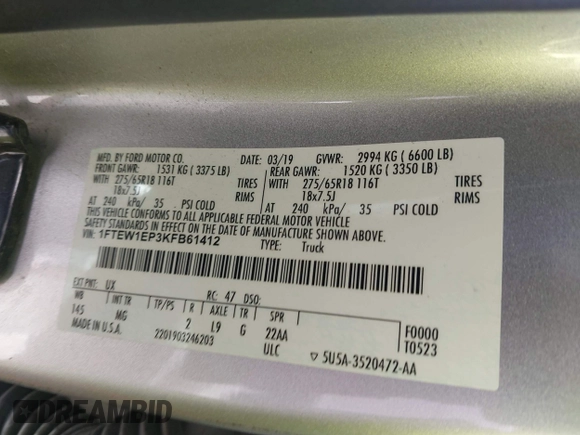 MFD. BY FORD MOTOR CO. 03/19 GVWR: 2994 KG ( 6600 LB)
FRONT GAWR: 1531 KG ( 3375 LB) REAR GAWR: 1520 KG ( 3350 LB)
WITH 275/65R18 116T TIRES WITH 275/65R18 116T TIRES
18x7.5J RIMS 18x7.5J RIMS
AT 240 kPa/ 35 PSI COLD AT 240 kPa/ 35 PSI COLD
THIS VEHICLE CONFORMS TO ALL APPLICABLE FEDERAL MOTOR VEHICLE
SAFETY STANDARDS IN EFFECT ON THE DATE OF MANUFACTURE SHOWN ABOVE.
VIN: 1FTEW1EP3KFB61412 TYPE: Truck
EXT PNT: UX RC: 47 DSO:
WB INT TR TP/PS R AXLE TR SPR
145 MG 2 L9 G 22AA F0000
MADE IN U.S.A. 2201903246203 ULC T0523
5U5A-3520472-AA
DREAMBID